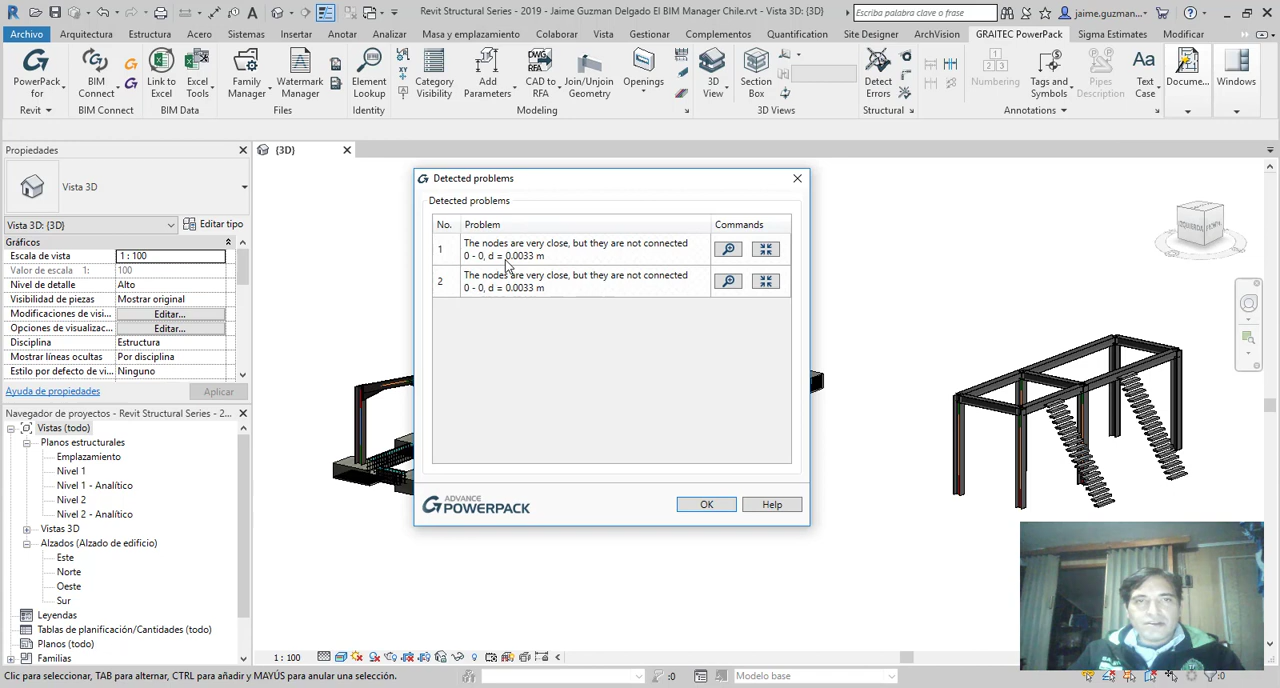 Revit Structural Series - 2019 - Jaime Guzman Delgado El BIM Manager Chile.rvt - Vista 3D: {3D}
Escriba palabra clave o frase
jaime.guzman...
Archivo Arquitectura Estructura Acero Sistemas Insertar Anotar Analizar Masa y emplazamiento Colaborar Vista Gestionar Complementos Quantification Site Designer ArchVision GRAITEC PowerPack Sigma Estimates Modificar
PowerPack for
BIM Connect
Link to Excel
Excel Tools
Family Manager
Watermark Manager
Element Lookup
Category Visibility
Add Parameters
CAD to RFA
Join/Unjoin Geometry
Openings
3D View
Section Box
Detect Errors
Numbering
Tags and Symbols
Pipes Description
Text Case
Docume...
Windows
Revit BIM Connect BIM Data Files Identity Modeling 3D Views Structural Annotations
Propiedades
{3D}
Vista 3D
Vista 3D: {3D}
Editar tipo
Gráficos
Escala de vista 1 : 100
Valor de escala 1: 100
Nivel de detalle Alto
Visibilidad de piezas Mostrar original
Modificaciones de visi... Editar...
Opciones de visualizac... Editar...
Disciplina Estructura
Mostrar líneas ocultas Por disciplina
Estilo por defecto de vi... Ninguno
Ayuda de propiedades
Aplicar
Navegador de proyectos - Revit Structural Series - 2...
Vistas (todo)
Planos estructurales
Emplazamiento
Nivel 1
Nivel 1 - Analítico
Nivel 2
Nivel 2 - Analítico
Vistas 3D
Alzados (Alzado de edificio)
Este
Norte
Oeste
Sur
Leyendas
Tablas de planificación/Cantidades (todo)
Planos (todo)
Familias
Detected problems
Detected problems
No. Problem Commands
1 The nodes are very close, but they are not connected
0 - 0, d = 0.0033 m
2 The nodes are very close, but they are not connected
0 - 0, d = 0.0033 m
ADVANCE
POWERPACK
OK
Help
1 : 100
Clic para seleccionar, TAB para alternar, CTRL para añadir y MAYÚS para anular una selección.
:0
Modelo base
:0